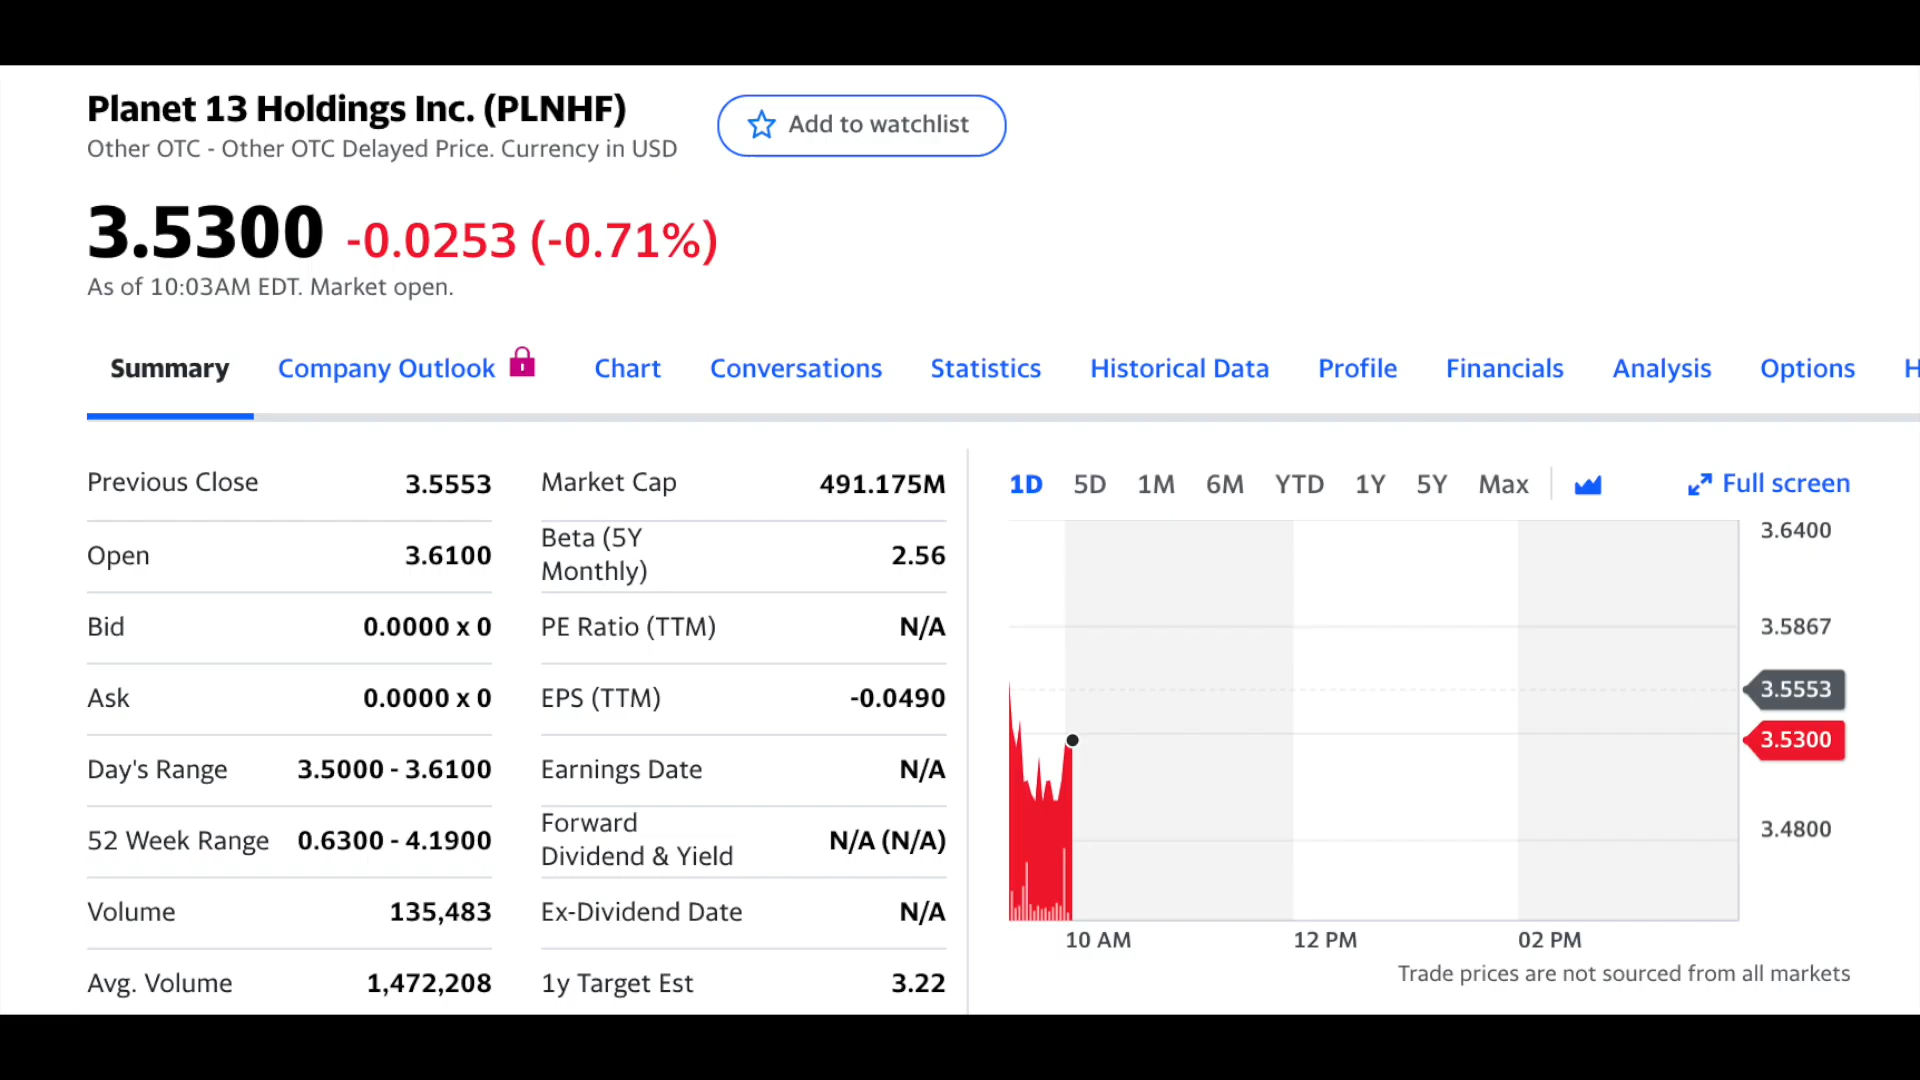 Planet 13 Holdings Inc. (PLNHF)
Add to watchlist
Other OTC - Other OTC Delayed Price. Currency in USD
3.5300 -0.0253 (-0.71%)
As of 10:03AM EDT. Market open.
Summary Company Outlook Chart Conversations Statistics Historical Data Profile Financials Analysis Options H
Previous Close 3.5553
Open 3.6100
Bid 0.0000 x 0
Ask 0.0000 x 0
Day's Range 3.5000 - 3.6100
52 Week Range 0.6300 - 4.1900
Volume 135,483
Avg. Volume 1,472,208
Market Cap 491.175M
Beta (5Y
Monthly) 2.56
PE Ratio (TTM) N/A
EPS (TTM) -0.0490
Earnings Date N/A
Forward
Dividend & Yield N/A (N/A)
Ex-Dividend Date N/A
1y Target Est 3.22
1D 5D 1M 6M YTD 1Y 5Y Max Full screen
3.6400
3.5867
3.5553
3.5300
3.4800
10 AM 12 PM 02 PM
Trade prices are not sourced from all markets